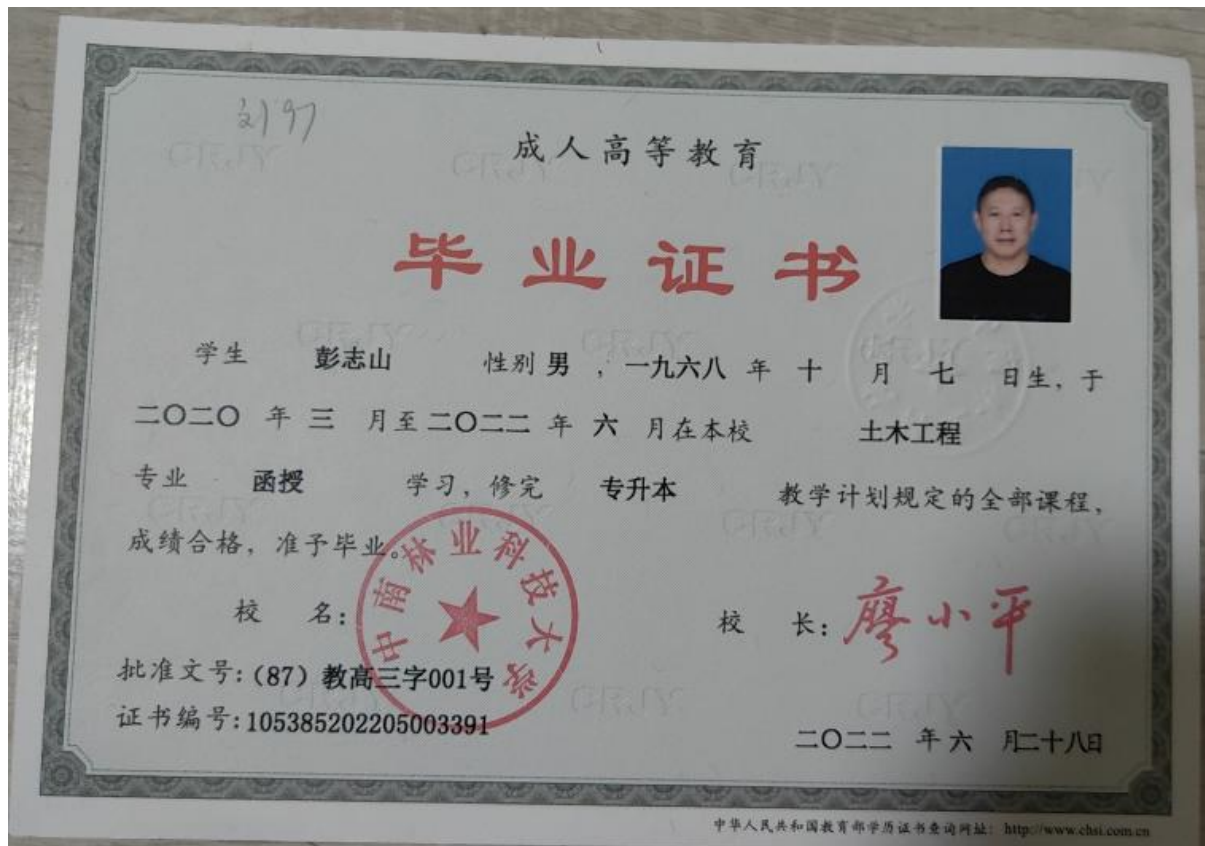 刘97
成人高等教育
毕业证书
学生 彭志山 性别 男 ，一九六八 年 十 月 七 日生，于
二〇二〇 年 三 月至 二〇二二 年 六 月在本校 土木工程
专业 函授 学习，修完 专升本 教学计划规定的全部课程，
成绩合格，准予毕业。
中南林业科技大学
校 名：
校 长：廖小平
批准文号：(87) 教高三字001号
证书编号：105385202205003391
二〇二二 年 六 月二十八日
中华人民共和国教育部学历证书查询网址：http://www.chsi.com.cn